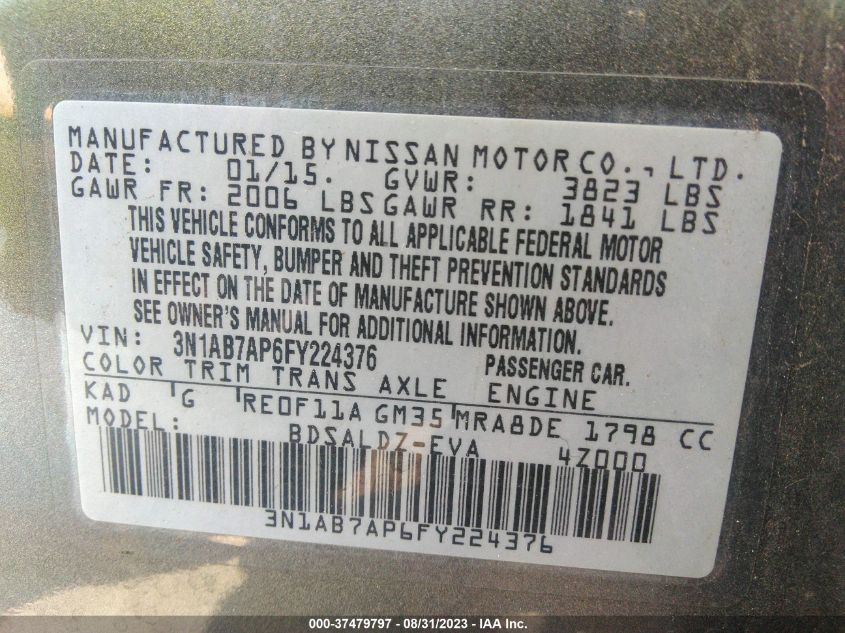 MANUFACTURED BY NISSAN MOTOR CO., LTD.
DATE: 01/15. GVWR: 3823 LBS
GAWR FR: 2006 LBS GAWR RR: 1841 LBS
THIS VEHICLE CONFORMS TO ALL APPLICABLE FEDERAL MOTOR
VEHICLE SAFETY, BUMPER AND THEFT PREVENTION STANDARDS
IN EFFECT ON THE DATE OF MANUFACTURE SHOWN ABOVE.
SEE OWNER'S MANUAL FOR ADDITIONAL INFORMATION.
VIN: 3N1AB7AP6FY224376 PASSENGER CAR.
COLOR TRIM TRANS AXLE ENGINE
KAD G RE0F11A GM35 MRA8DE 1798 CC
MODEL: BDSALDZ-EVA 4Z000
3N1AB7AP6FY224376
000-37479797 - 08/31/2023 - IAA Inc.